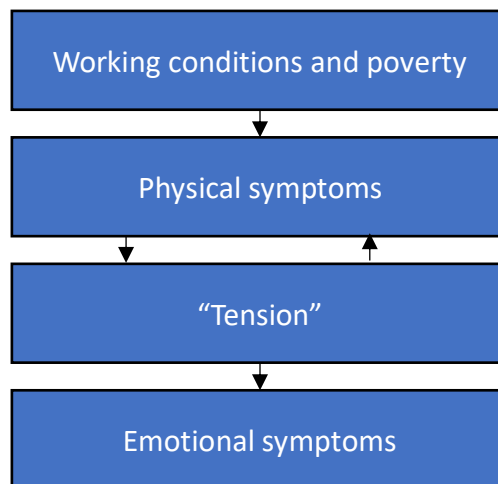 Working conditions and poverty
Physical symptoms
“Tension”
Emotional symptoms